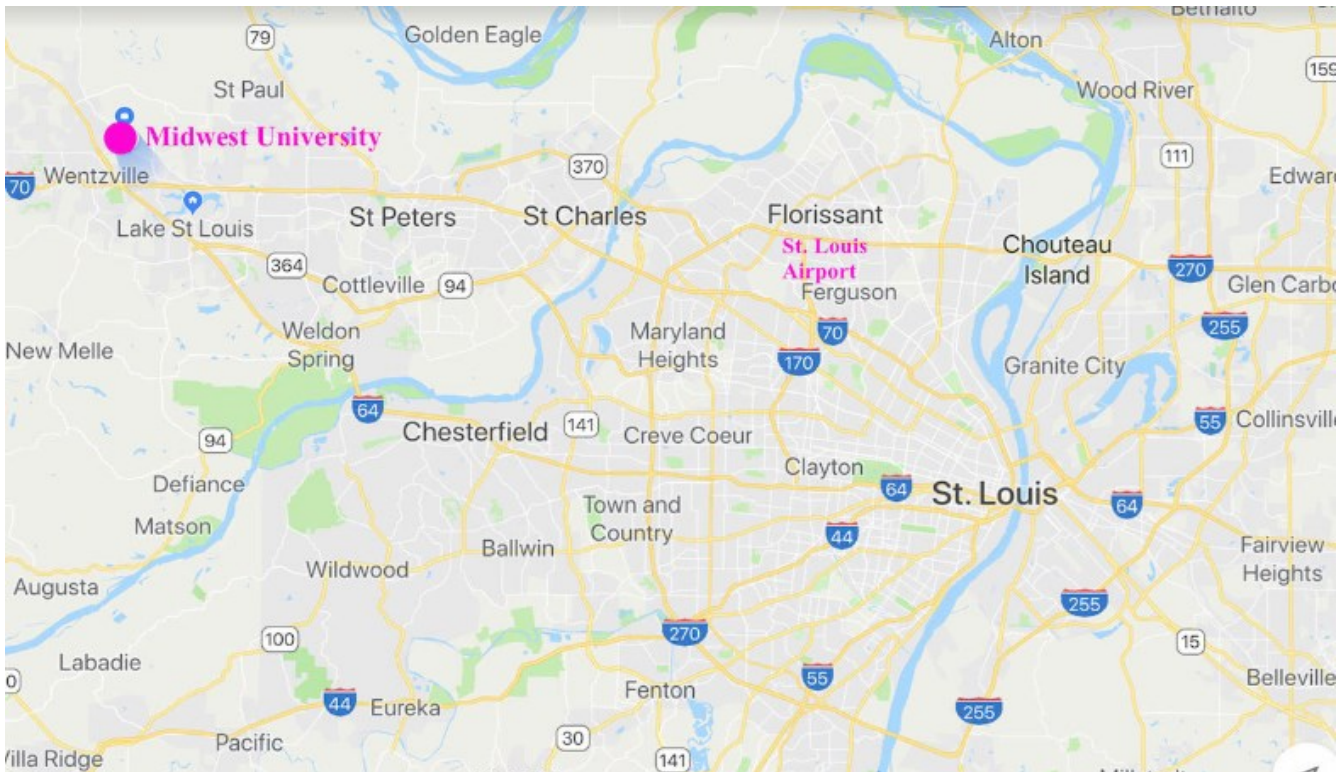 Bethalto
79
Golden Eagle
Alton
159
St Paul
Wood River
Midwest University
370
111
70
Wentzville
Edwar
Lake St Louis
St Peters
St Charles
Florissant
St. Louis
Airport
Chouteau
Island
364
Cottleville
94
Ferguson
270
Glen Carbo
255
New Melle
Weldon
Spring
Maryland
Heights
70
170
Granite City
64
Chesterfield
141
Creve Coeur
55
Collinsville
94
Clayton
Defiance
64
St. Louis
64
Matson
Town and
Country
44
Ballwin
Fairview
Heights
Augusta
Wildwood
255
100
270
15
Labadie
0
Fenton
55
Belleville
44
Eureka
255
Pacific
30
Villa Ridge
141